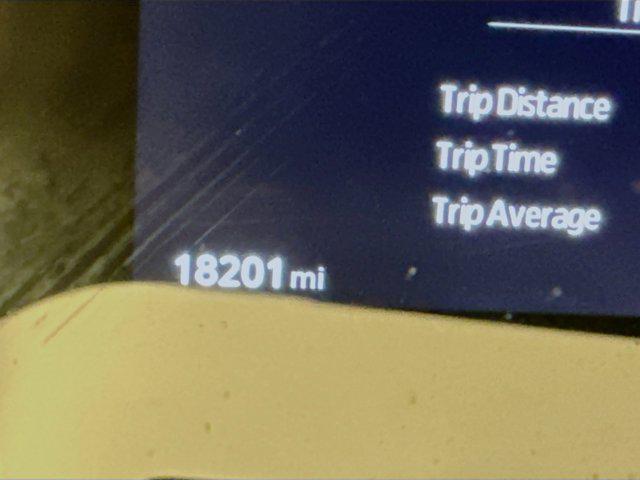 Trip Distance
Trip Time
Trip Average
18201 mi